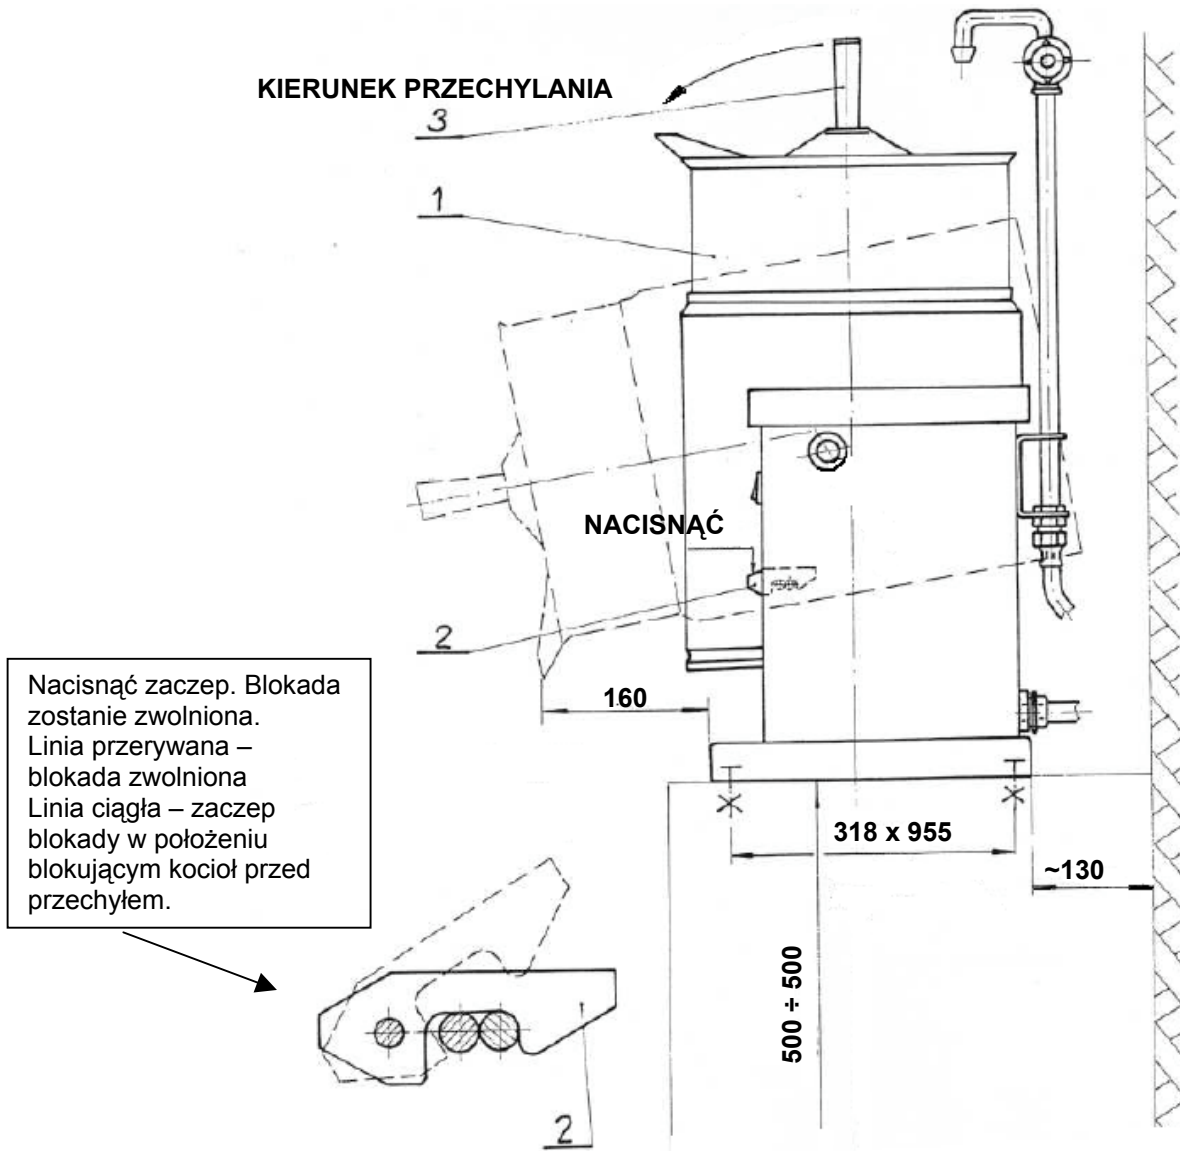 KIERUNEK PRZECHYLANIA
3
1
NACISNĄĆ
2
160
Nacisnąć zaczep. Blokada
zostanie zwolniona.
Linia przerywana –
blokada zwolniona
Linia ciągła – zaczep
blokady w położeniu
blokującym kocioł przed
przechyłem.
318 x 955
~130
500 ÷ 500
2